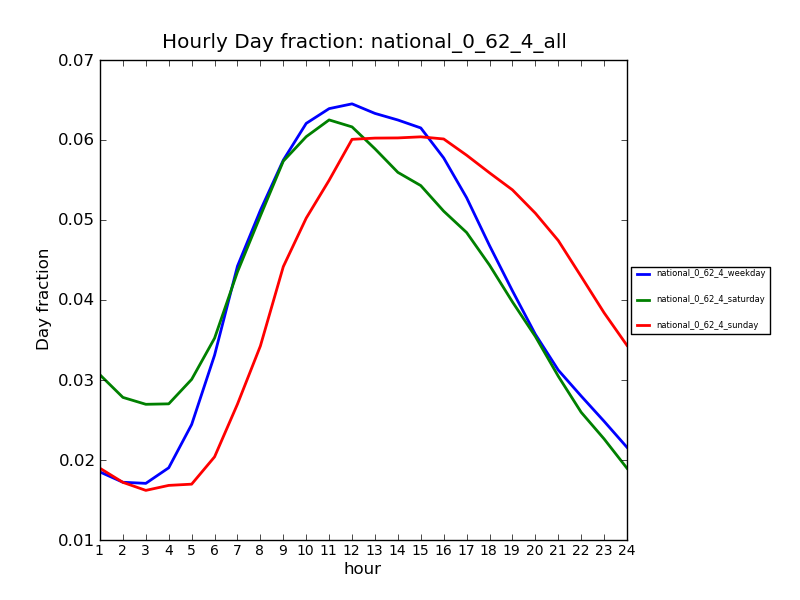 Hourly Day fraction: national_0_62_4_all
0.07
0.06
0.05
0.04
0.03
0.02
0.01
Day fraction
1 2 3 4 5 6 7 8 9 10 11 12 13 14 15 16 17 18 19 20 21 22 23 24
hour
national_0_62_4_weekday
national_0_62_4_saturday
national_0_62_4_sunday